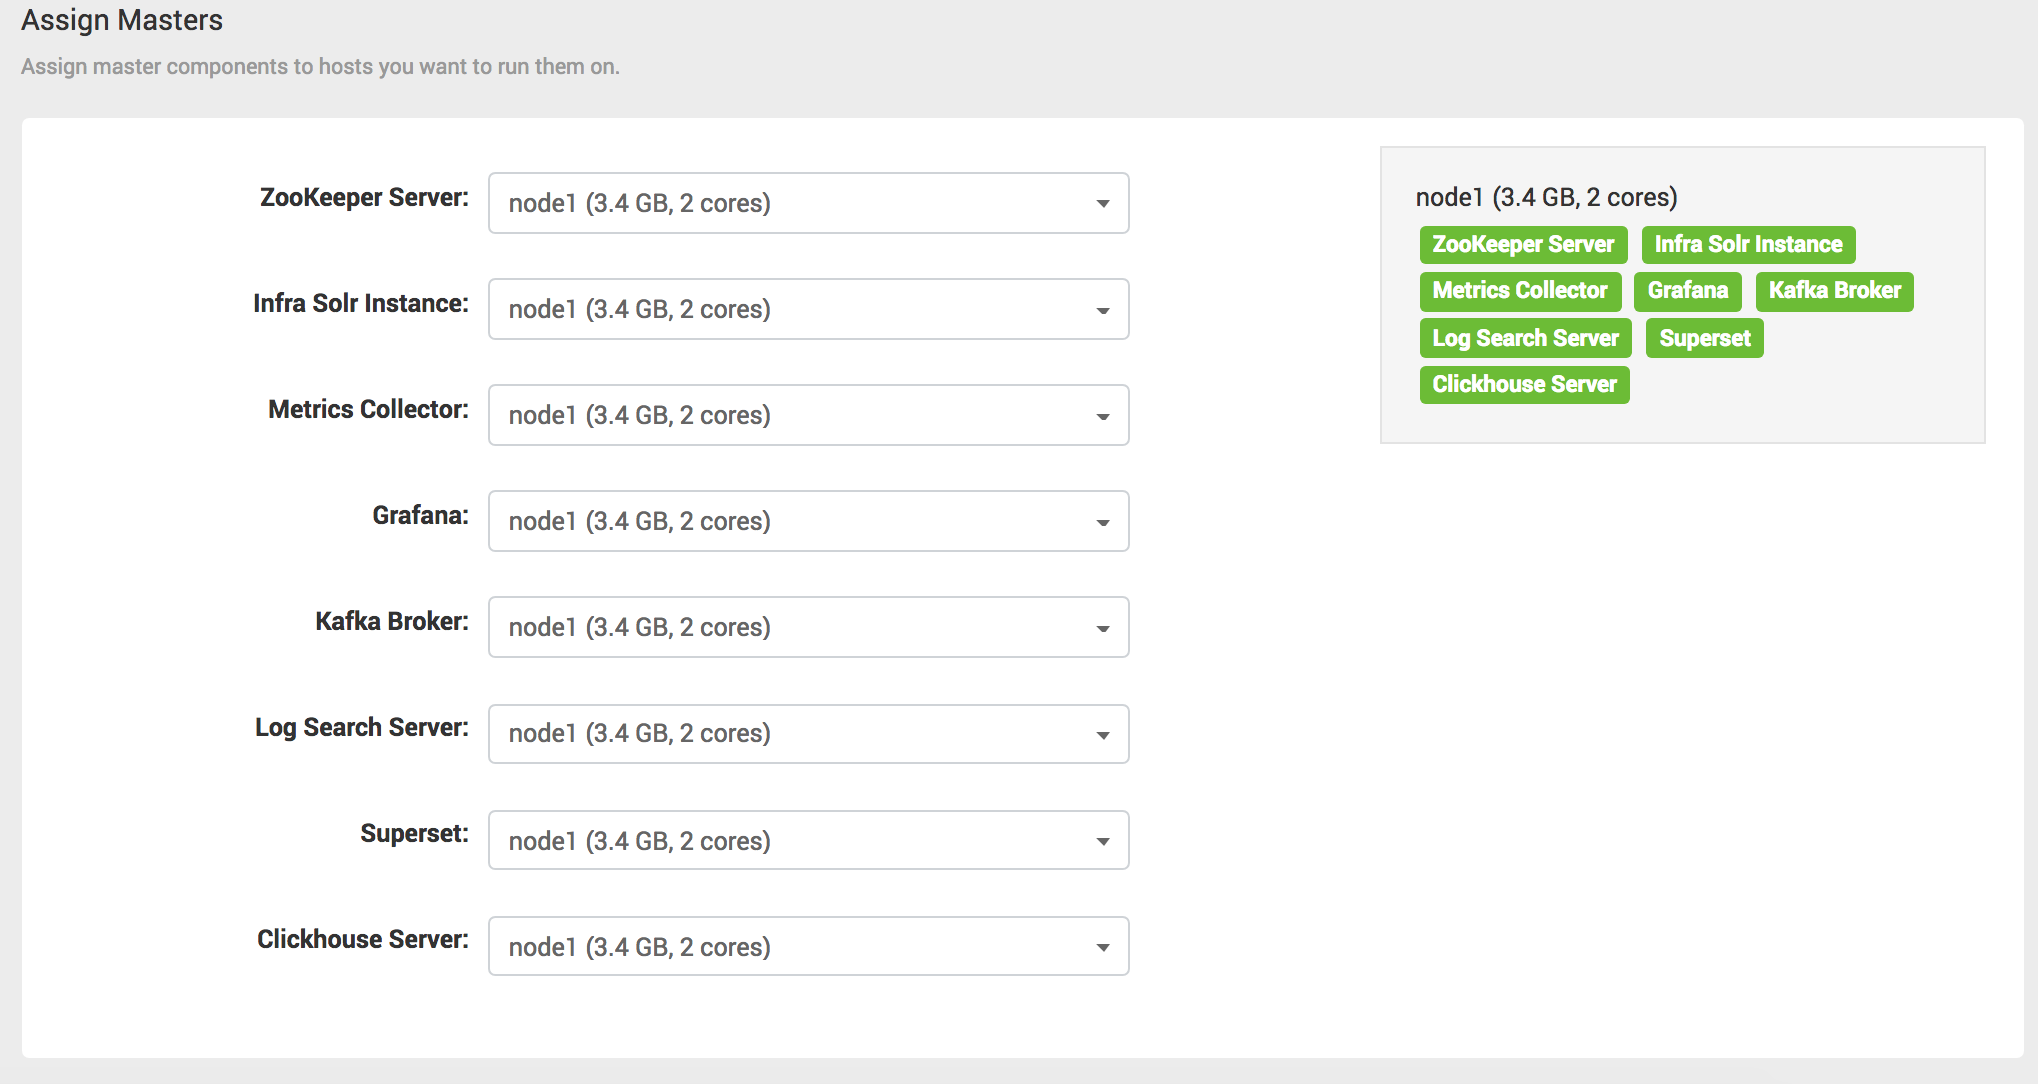 Assign Masters
Assign master components to hosts you want to run them on.
ZooKeeper Server: node1 (3.4 GB, 2 cores)
Infra Solr Instance: node1 (3.4 GB, 2 cores)
Metrics Collector: node1 (3.4 GB, 2 cores)
Grafana: node1 (3.4 GB, 2 cores)
Kafka Broker: node1 (3.4 GB, 2 cores)
Log Search Server: node1 (3.4 GB, 2 cores)
Superset: node1 (3.4 GB, 2 cores)
Clickhouse Server: node1 (3.4 GB, 2 cores)
node1 (3.4 GB, 2 cores)
ZooKeeper Server Infra Solr Instance
Metrics Collector Grafana Kafka Broker
Log Search Server Superset
Clickhouse Server